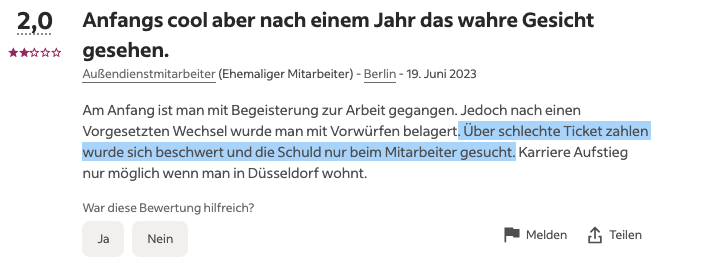 2,0
Anfangs cool aber nach einem Jahr das wahre Gesicht
gesehen.
Außendienstmitarbeiter (Ehemaliger Mitarbeiter) - Berlin - 19. Juni 2023
Am Anfang ist man mit Begeisterung zur Arbeit gegangen. Jedoch nach einen
Vorgesetzten Wechsel wurde man mit Vorwürfen belagert. Über schlechte Ticket zahlen
wurde sich beschwert und die Schuld nur beim Mitarbeiter gesucht. Karriere Aufstieg
nur möglich wenn man in Düsseldorf wohnt.
War diese Bewertung hilfreich?
Ja Nein Melden Teilen